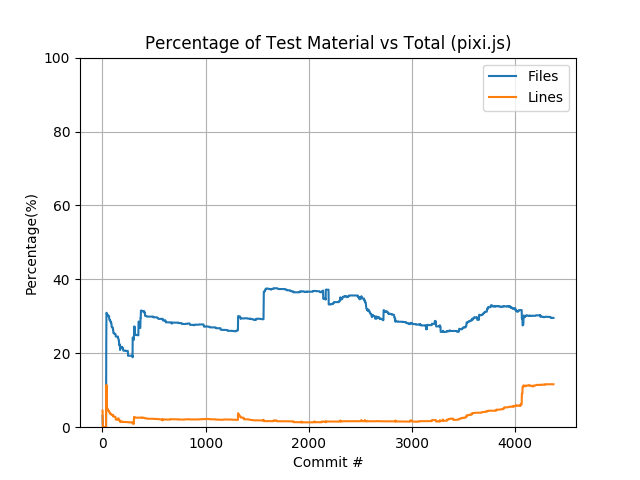 Percentage of Test Material vs Total (pixi.js)
Files
Lines
Percentage(%)
100
80
60
40
20
0
0 1000 2000 3000 4000
Commit #